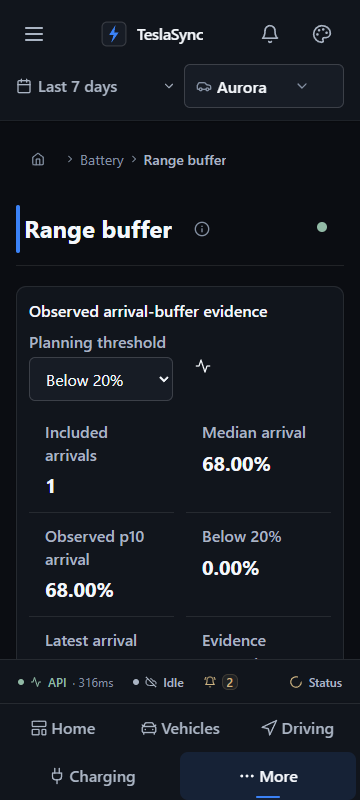 TeslaSync
Last 7 days
Aurora
Battery
Range buffer
Range buffer
Observed arrival-buffer evidence
Planning threshold
Below 20%
Included arrivals
1
Median arrival
68.00%
Observed p10 arrival
68.00%
Below 20%
0.00%
Latest arrival
Evidence
API · 316ms
Idle
2
Status
Home
Vehicles
Driving
Charging
More